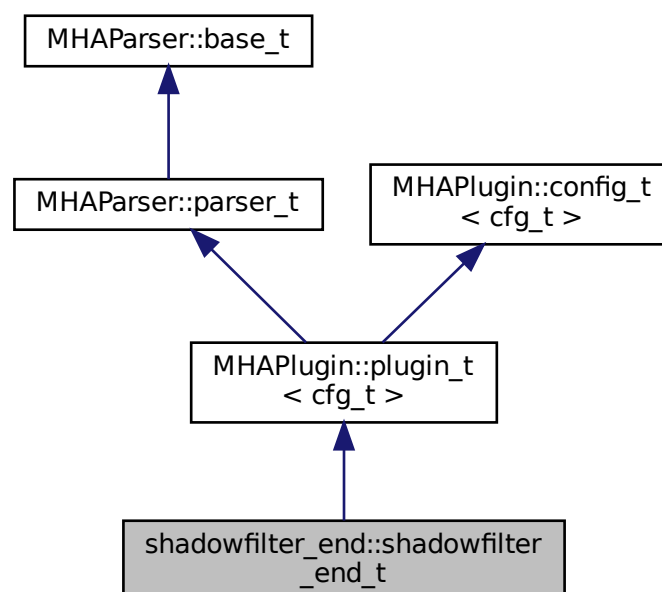 MHAParser::base_t
MHAParser::parser_t
MHAPlugin::config_t
< cfg_t >
MHAPlugin::plugin_t
< cfg_t >
shadowfilter_end::shadowfilter
_end_t